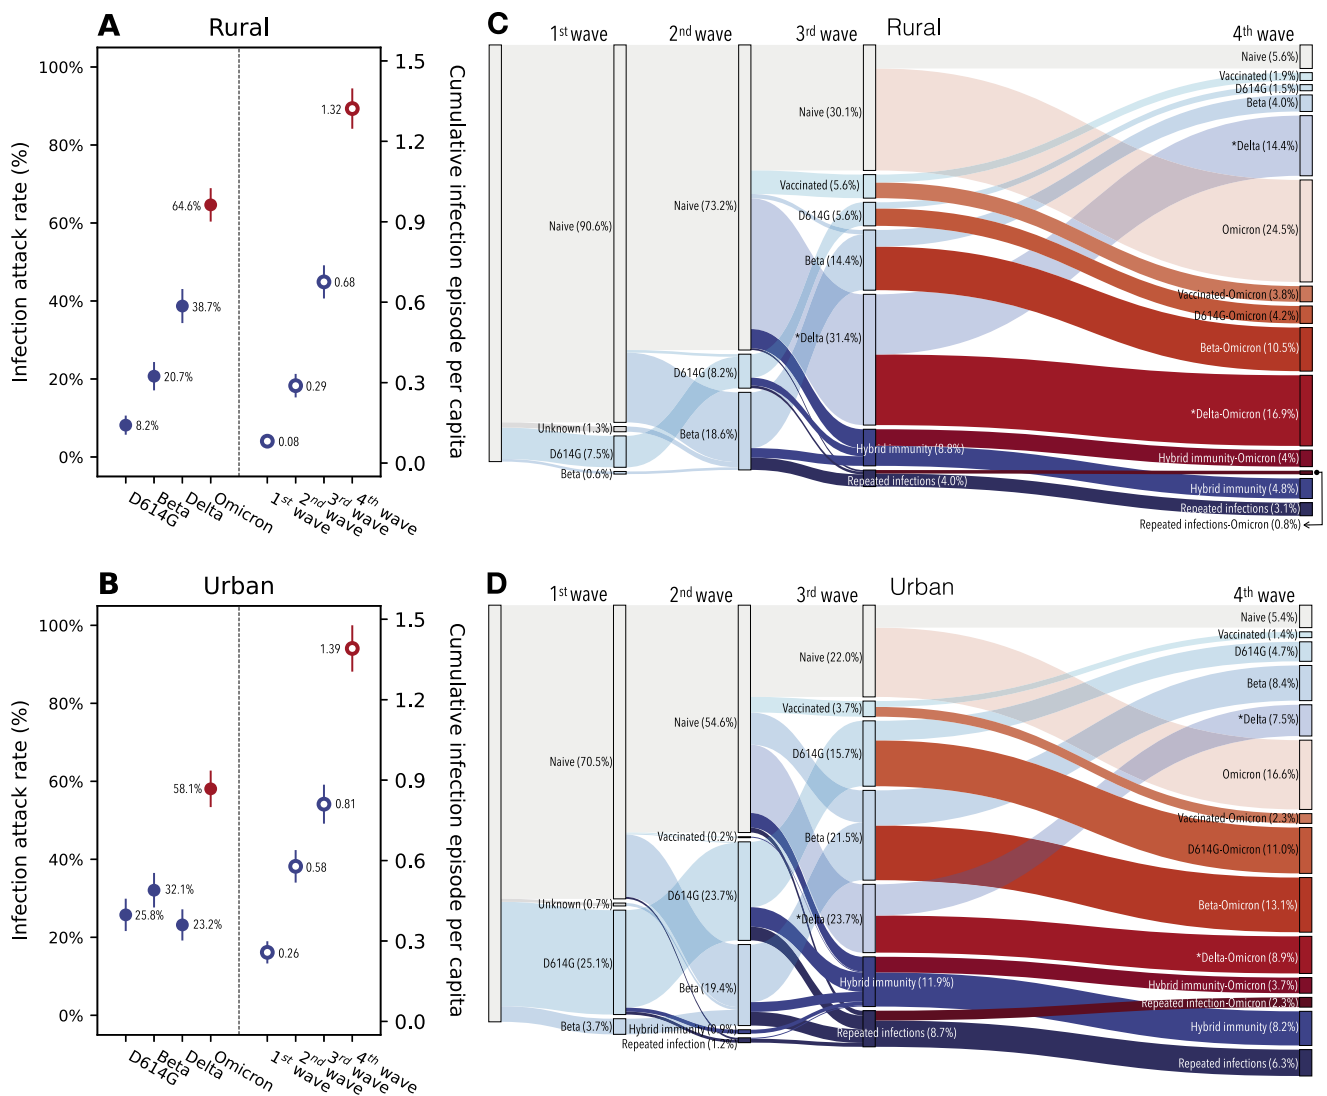 A
Rural
Infection attack rate (%)
100%
80%
60%
40%
20%
0%
8.2%
20.7%
38.7%
64.6%
0.08
0.29
0.68
1.32
1.5
1.2
0.9
0.6
0.3
0.0
Cumulative infection episode per capita
D614G
Beta
Delta
Omicron
1st wave
2nd wave
3rd wave
4th wave
B
Urban
Infection attack rate (%)
100%
80%
60%
40%
20%
0%
25.8%
32.1%
23.2%
58.1%
0.26
0.58
0.81
1.39
1.5
1.2
0.9
0.6
0.3
0.0
Cumulative infection episode per capita
D614G
Beta
Delta
Omicron
1st wave
2nd wave
3rd wave
4th wave
C
Rural
1st wave
2nd wave
3rd wave
4th wave
Naive (90.6%)
Unknown (1.3%)
D614G (7.5%)
Beta (0.6%)
Naive (73.2%)
D614G (8.2%)
Beta (18.6%)
Naive (30.1%)
Vaccinated (5.6%)
D614G (5.6%)
Beta (14.4%)
*Delta (31.4%)
Hybrid immunity (8.8%)
Repeated infections (4.0%)
Naive (5.6%)
Vaccinated (1.9%)
D614G (1.5%)
Beta (4.0%)
*Delta (14.4%)
Omicron (24.5%)
Vaccinated-Omicron (3.8%)
D614G-Omicron (4.2%)
Beta-Omicron (10.5%)
*Delta-Omicron (16.9%)
Hybrid immunity-Omicron (4%)
Hybrid immunity (4.8%)
Repeated infections (3.1%)
Repeated infections-Omicron (0.8%)
D
Urban
1st wave
2nd wave
3rd wave
4th wave
Naive (70.5%)
Unknown (0.7%)
D614G (25.1%)
Beta (3.7%)
Naive (54.6%)
Vaccinated (0.2%)
D614G (23.7%)
Beta (19.4%)
Hybrid immunity (0.9%)
Repeated infection (1.2%)
Naive (22.0%)
Vaccinated (3.7%)
D614G (15.7%)
Beta (21.5%)
*Delta (23.7%)
Hybrid immunity (11.9%)
Repeated infections (8.7%)
Naive (5.4%)
Vaccinated (1.4%)
D614G (4.7%)
Beta (8.4%)
*Delta (7.5%)
Omicron (16.6%)
Vaccinated-Omicron (2.3%)
D614G-Omicron (11.0%)
Beta-Omicron (13.1%)
*Delta-Omicron (8.9%)
Hybrid immunity-Omicron (3.7%)
Repeated infection-Omicron (2.3%)
Hybrid immunity (8.2%)
Repeated infections (6.3%)